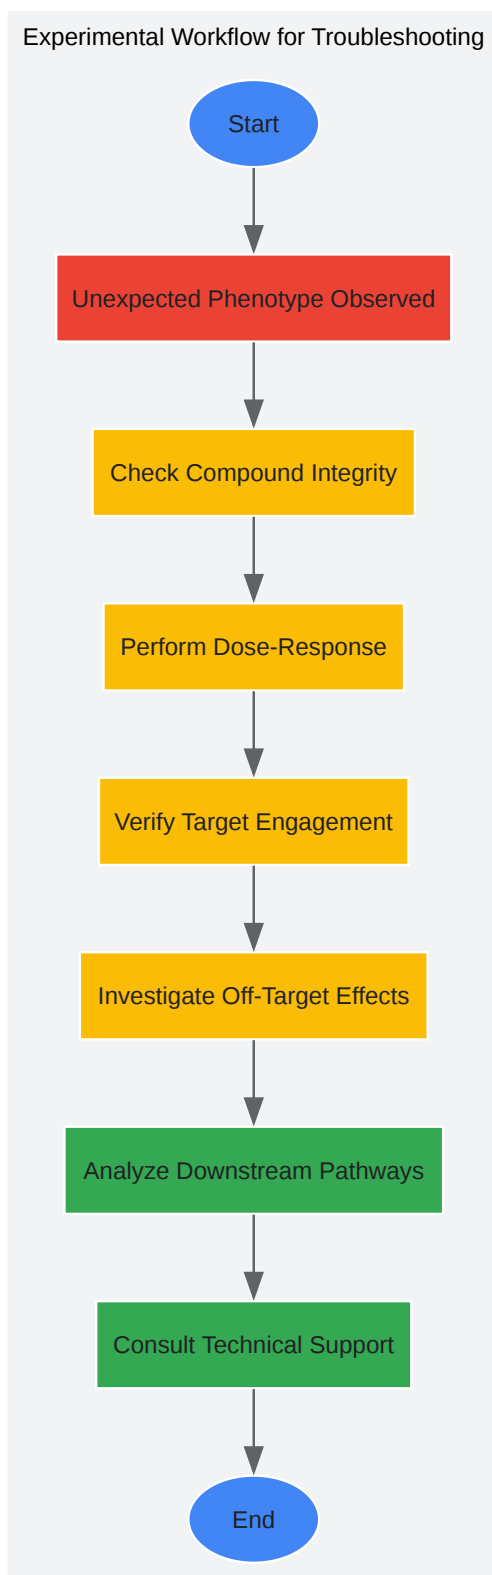 Experimental Workflow for Troubleshooting
Start
Unexpected Phenotype Observed
Check Compound Integrity
Perform Dose-Response
Verify Target Engagement
Investigate Off-Target Effects
Analyze Downstream Pathways
Consult Technical Support
End